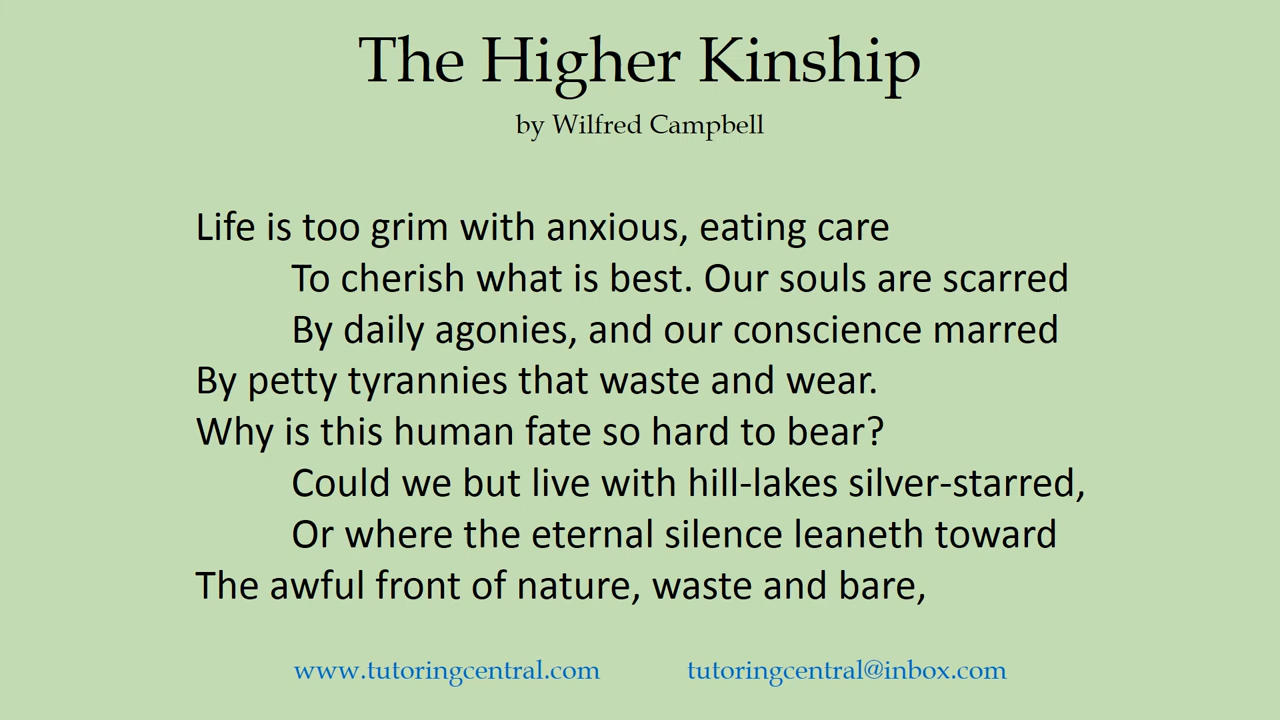 The Higher Kinship
by Wilfred Campbell
Life is too grim with anxious, eating care
To cherish what is best. Our souls are scarred
By daily agonies, and our conscience marred
By petty tyrannies that waste and wear.
Why is this human fate so hard to bear?
Could we but live with hill-lakes silver-starred,
Or where the eternal silence leaneth toward
The awful front of nature, waste and bare,
www.tutoringcentral.com tutoringcentral@inbox.com